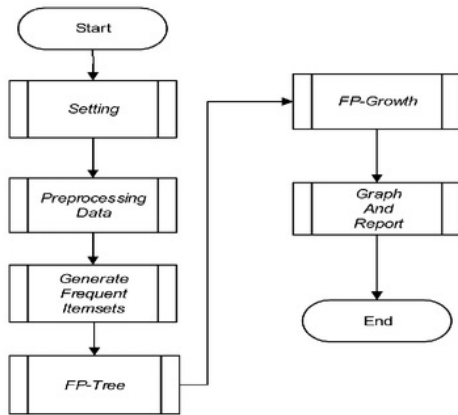 Start
Setting
Preprocessing
Data
Generate
Frequent
Itemsets
FP-Tree
FP-Growth
Graph
And
Report
End